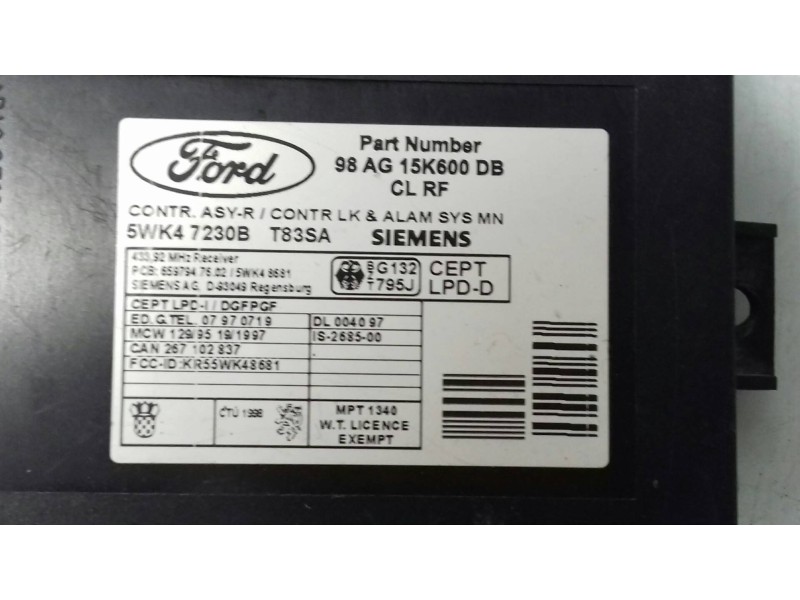 Ford
Part Number
98 AG 15K600 DB
CL RF
CONTR. ASY-R / CONTR LK & ALAM SYS MN
5WK4 7230B T83SA SIEMENS
433,92 MHz Receiver
PCB: 659794 76.02 / 5WK4 8681
SIEMENS AG, D-93049 Regensburg
G132
795J
CEPT
LPD-D
CEPT LPD-I / DGFPGF
ED.G.TEL. 07 97 0719 DL 004 097
MCW 129/95 19/1997 IS-2685-00
CAN 267 102 837
FCC-ID:KR55WK48681
ČTÚ 1998
MPT 1340
W.T. LICENCE
EXEMPT